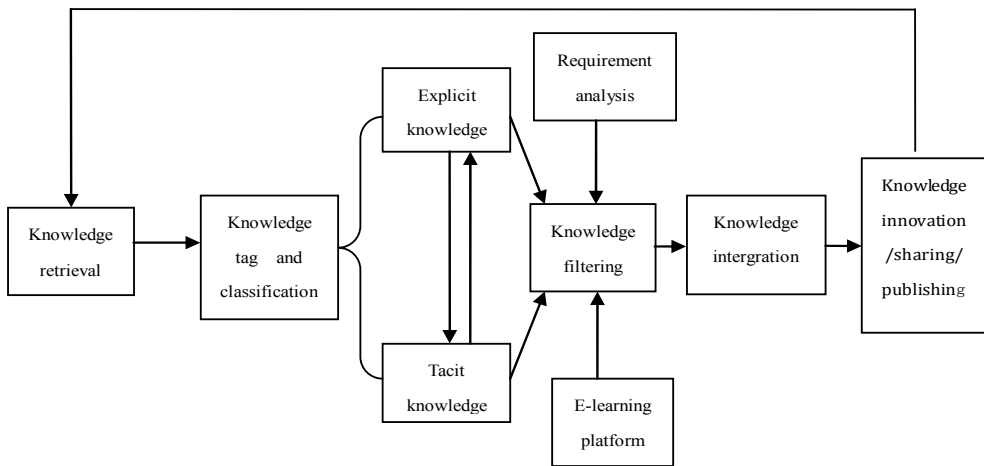 Knowledge
retrieval
Knowledge
tag and
classification
Explicit
knowledge
Tacit
knowledge
Requirement
analysis
Knowledge
filtering
E-learning
platform
Knowledge
intergration
Knowledge
innovation
/sharing/
publishing